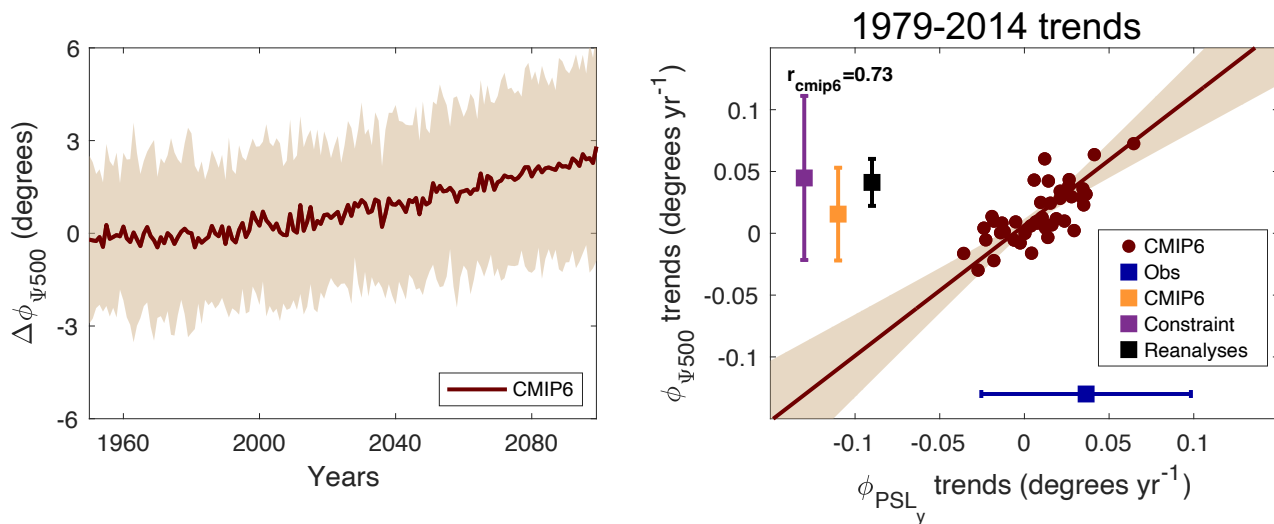 6
3
0
-3
-6
Δϕ_Ψ500 (degrees)
1960
2000
2040
2080
Years
CMIP6
1979-2014 trends
r_cmip6=0.73
0.1
0.05
0
-0.05
-0.1
ϕ_Ψ500 trends (degrees yr⁻¹)
CMIP6
Obs
CMIP6
Constraint
Reanalyses
-0.1
-0.05
0
0.05
0.1
ϕ_PSL_y trends (degrees yr⁻¹)